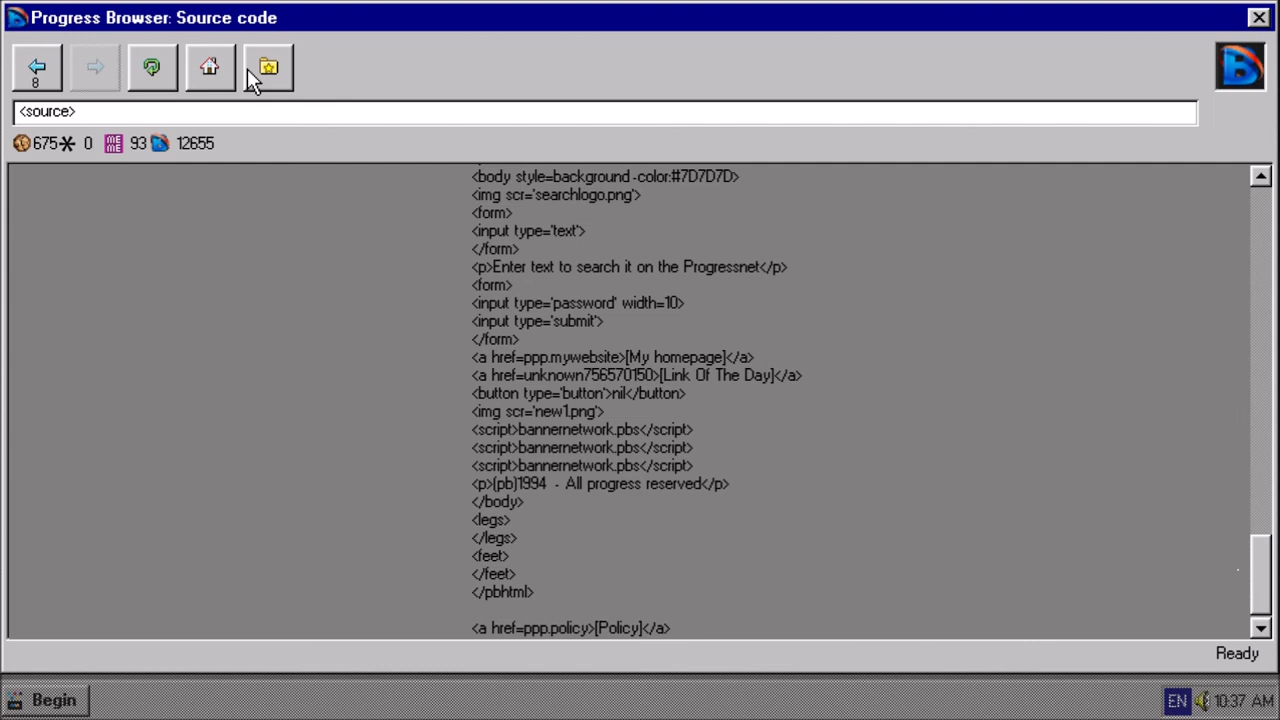 Progress Browser: Source code
8
<source>
675 0 MEME 93 12655
<body style=background-color:#7D7D7D>
<img scr='searchlogo.png'>
<form>
<input type='text'>
</form>
<p>Enter text to search it on the Progressnet</p>
<form>
<input type='password' width=10>
<input type='submit'>
</form>
<a href=ppp.mywebsite>[My homepage]</a>
<a href=unknown756570150>[Link Of The Day]</a>
<button type='button'>nil</button>
<img scr='new1.png'>
<script>bannernetwork.pbs</script>
<script>bannernetwork.pbs</script>
<script>bannernetwork.pbs</script>
<p>(pb)1994 - All progress reserved</p>
</body>
<legs>
</legs>
<feet>
</feet>
</pbhtml>
<a href=ppp.policy>[Policy]</a>
Ready
Begin
EN 10:37 AM